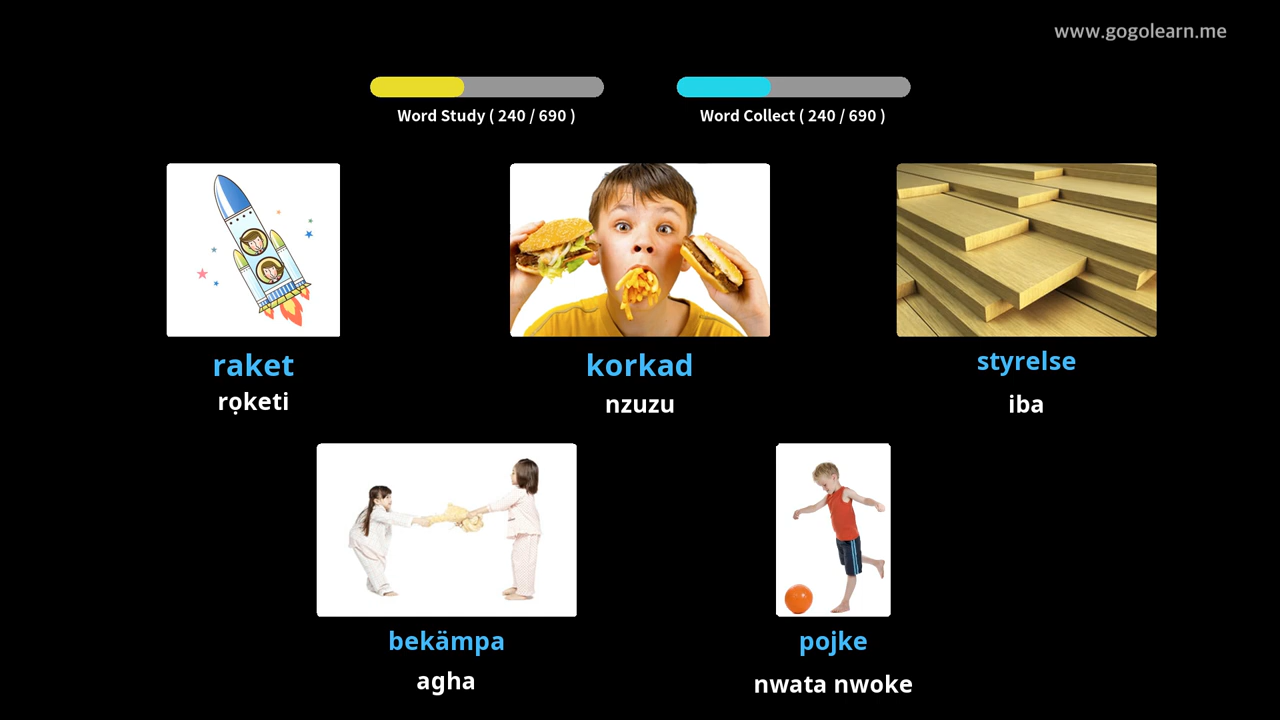 www.gogolearn.me
Word Study ( 240 / 690 )
Word Collect ( 240 / 690 )
raket
rọketi
korkad
nzuzu
styrelse
iba
bekämpa
agha
pojke
nwata nwoke